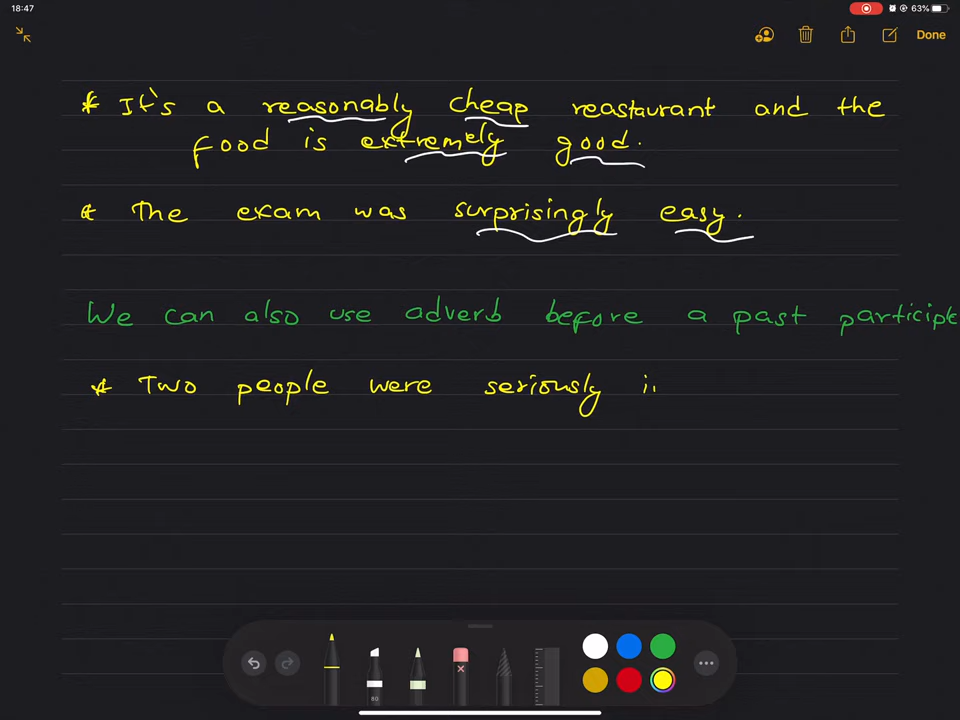 18:47
63%
Done
* It's a reasonably cheap reastaurant and the
food is extremely good.
* The exam was surprisingly easy.
We can also use adverb before a past participle
* Two people were seriously i
80